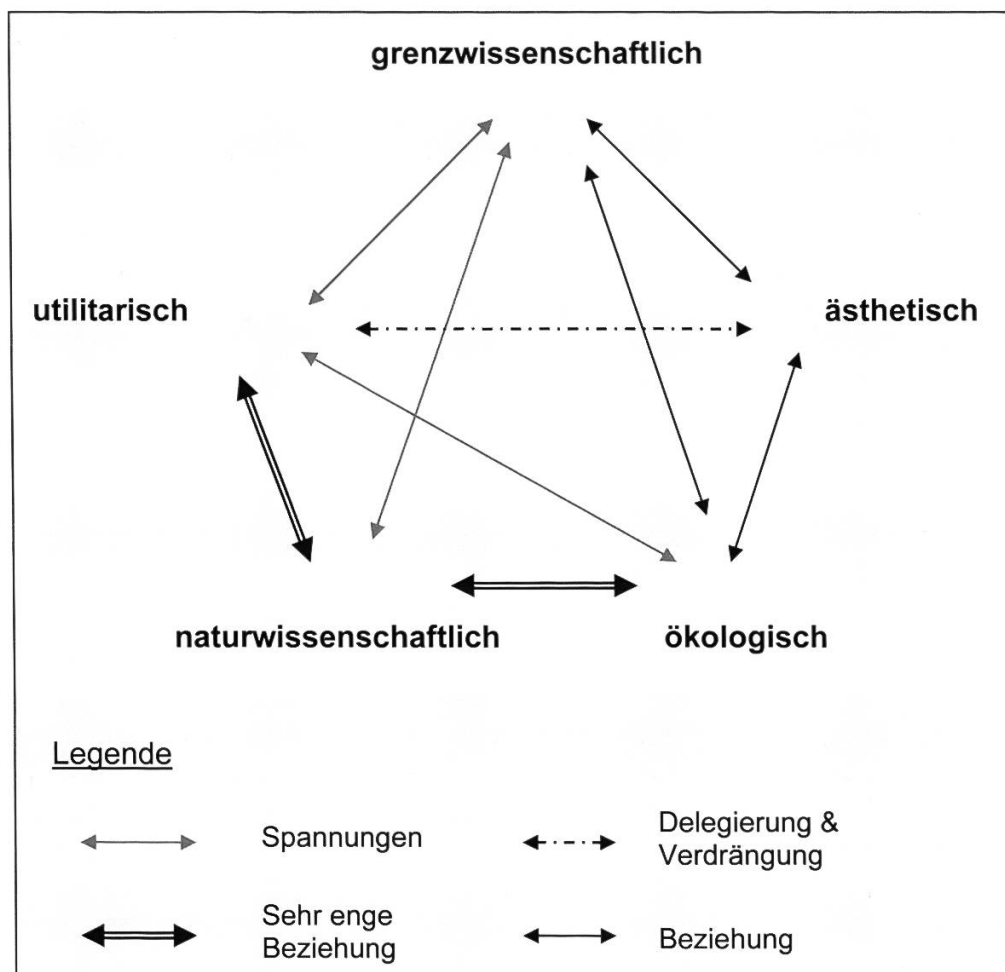 grenzwissenschaftlich
utilitarisch
ästhetisch
naturwissenschaftlich
ökologisch
Legende
Spannungen
Delegierung &
Verdrängung
Sehr enge
Beziehung
Beziehung